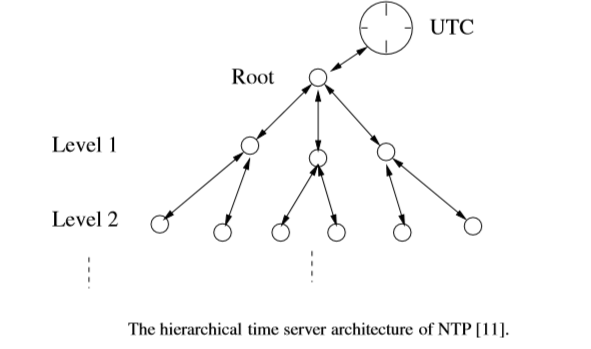 UTC
Root
Level 1
Level 2
The hierarchical time server architecture of NTP [11].